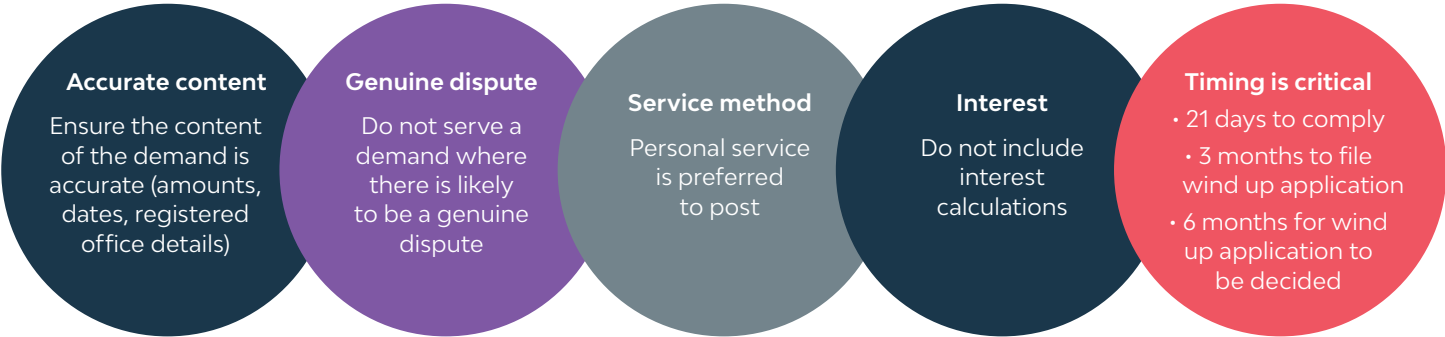 Accurate content
Ensure the content
of the demand is
accurate (amounts,
dates, registered
office details)
Genuine dispute
Do not serve a
demand where
there is likely
to be a genuine
dispute
Service method
Personal service
is preferred
to post
Interest
Do not include
interest
calculations
Timing is critical
• 21 days to comply
• 3 months to file
wind up application
• 6 months for wind
up application to
be decided